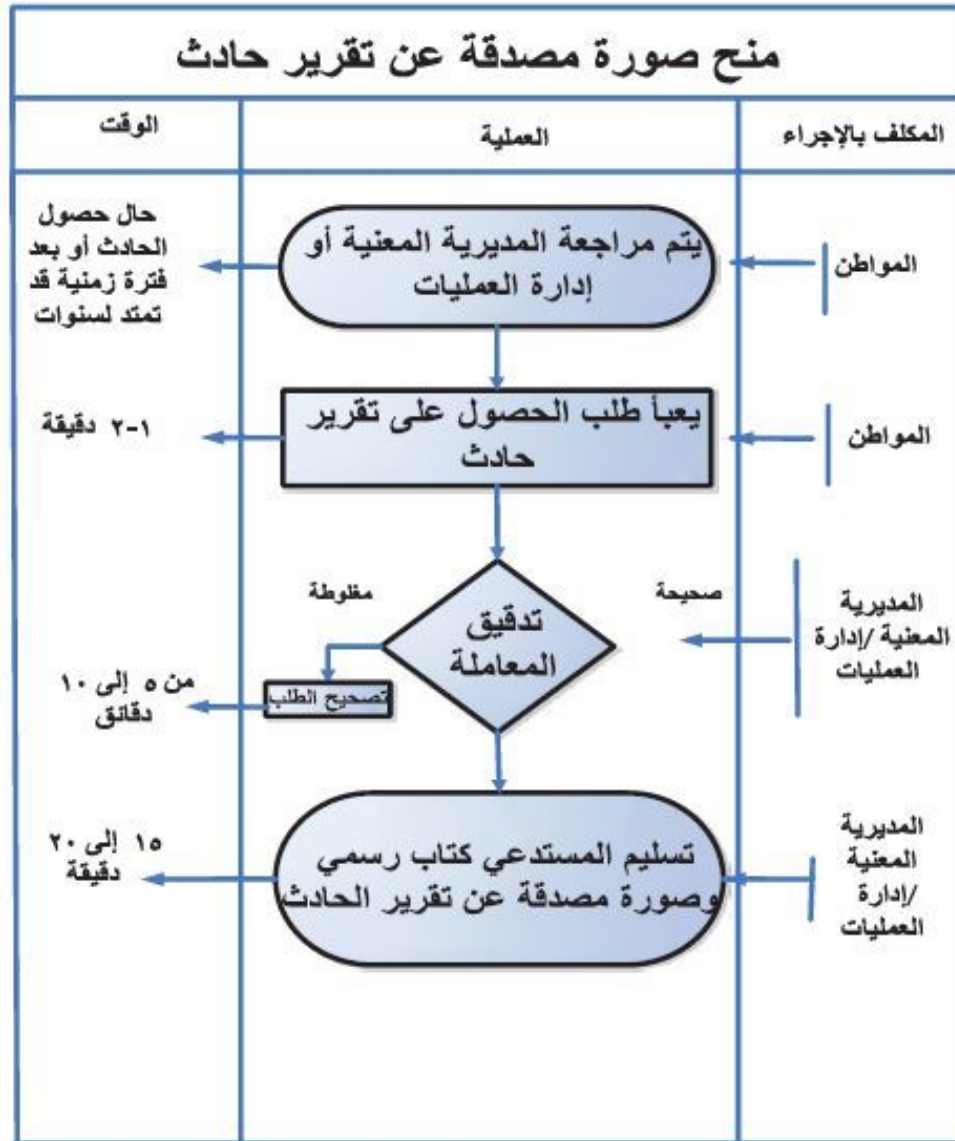 منح صورة مصدقة عن تقرير حادث
المكلف بالإجراء
العملية
الوقت
المواطن
يتم مراجعة المديرية المعنية أو
إدارة العمليات
حال حصول
الحادث أو بعد
فترة زمنية قد
تمتد لسنوات
المواطن
يعبأ طلب الحصول على تقرير
حادث
١-٢ دقيقة
المديرية
المعنية /إدارة
العمليات
صحيحة
تدقيق
المعاملة
مغلوطة
تصحيح الطلب
من ٥ إلى ١٠
دقائق
المديرية
المعنية
/إدارة
العمليات
تسليم المستدعي كتاب رسمي
وصورة مصدقة عن تقرير الحادث
١٥ إلى ٢٠
دقيقة